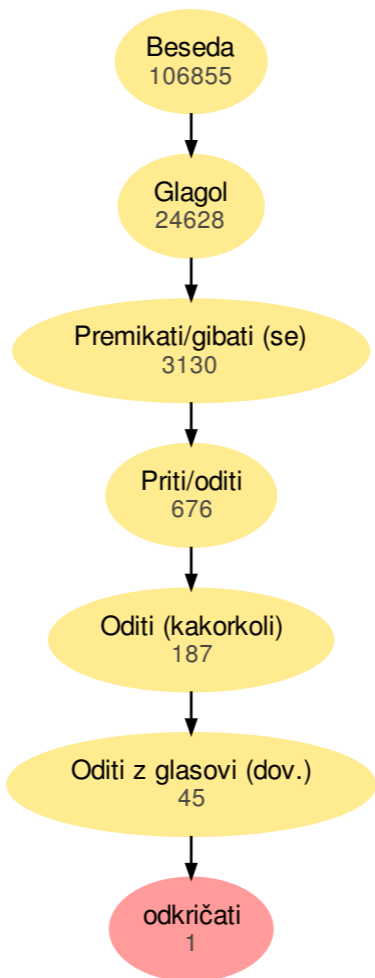 Beseda
106855
Glagol
24628
Premikati/gibati (se)
3130
Priti/oditi
676
Oditi (kakorkoli)
187
Oditi z glasovi (dov.)
45
odkričati
1